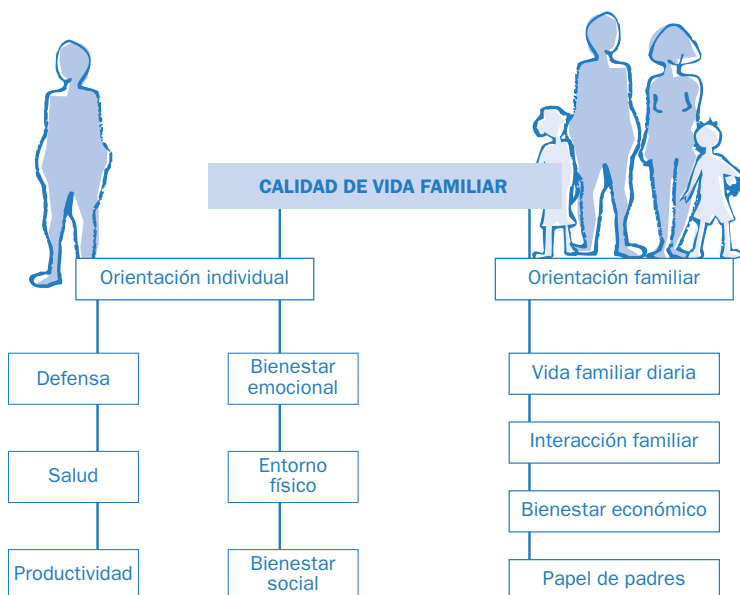 CALIDAD DE VIDA FAMILIAR
Orientación individual
Orientación familiar
Defensa
Bienestar
emocional
Vida familiar diaria
Interacción familiar
Salud
Entorno
físico
Bienestar económico
Productividad
Bienestar
social
Papel de padres